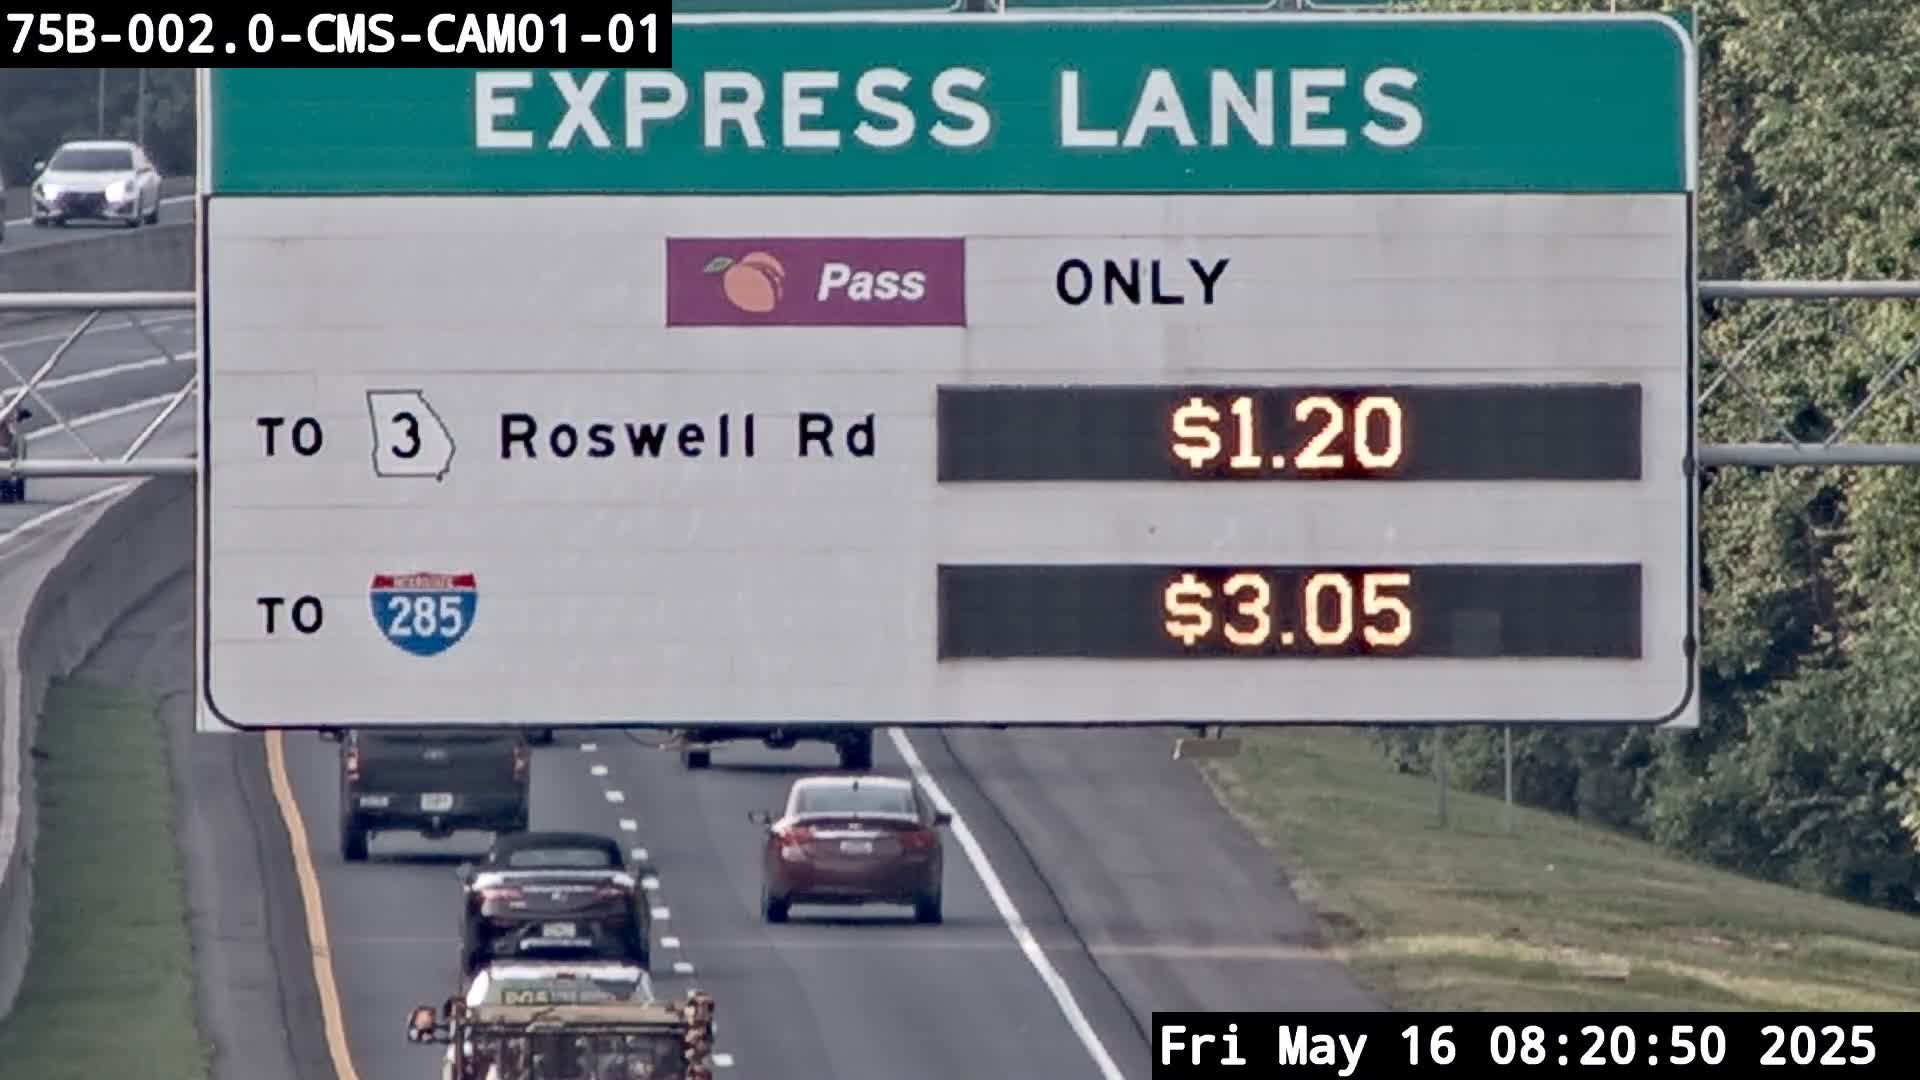 75B-002.0-CMS-CAM01-01
EXPRESS LANES
Pass ONLY
TO 3 Roswell Rd $1.20
INTERSTATE
TO 285 $3.05
Fri May 16 08:20:50 2025